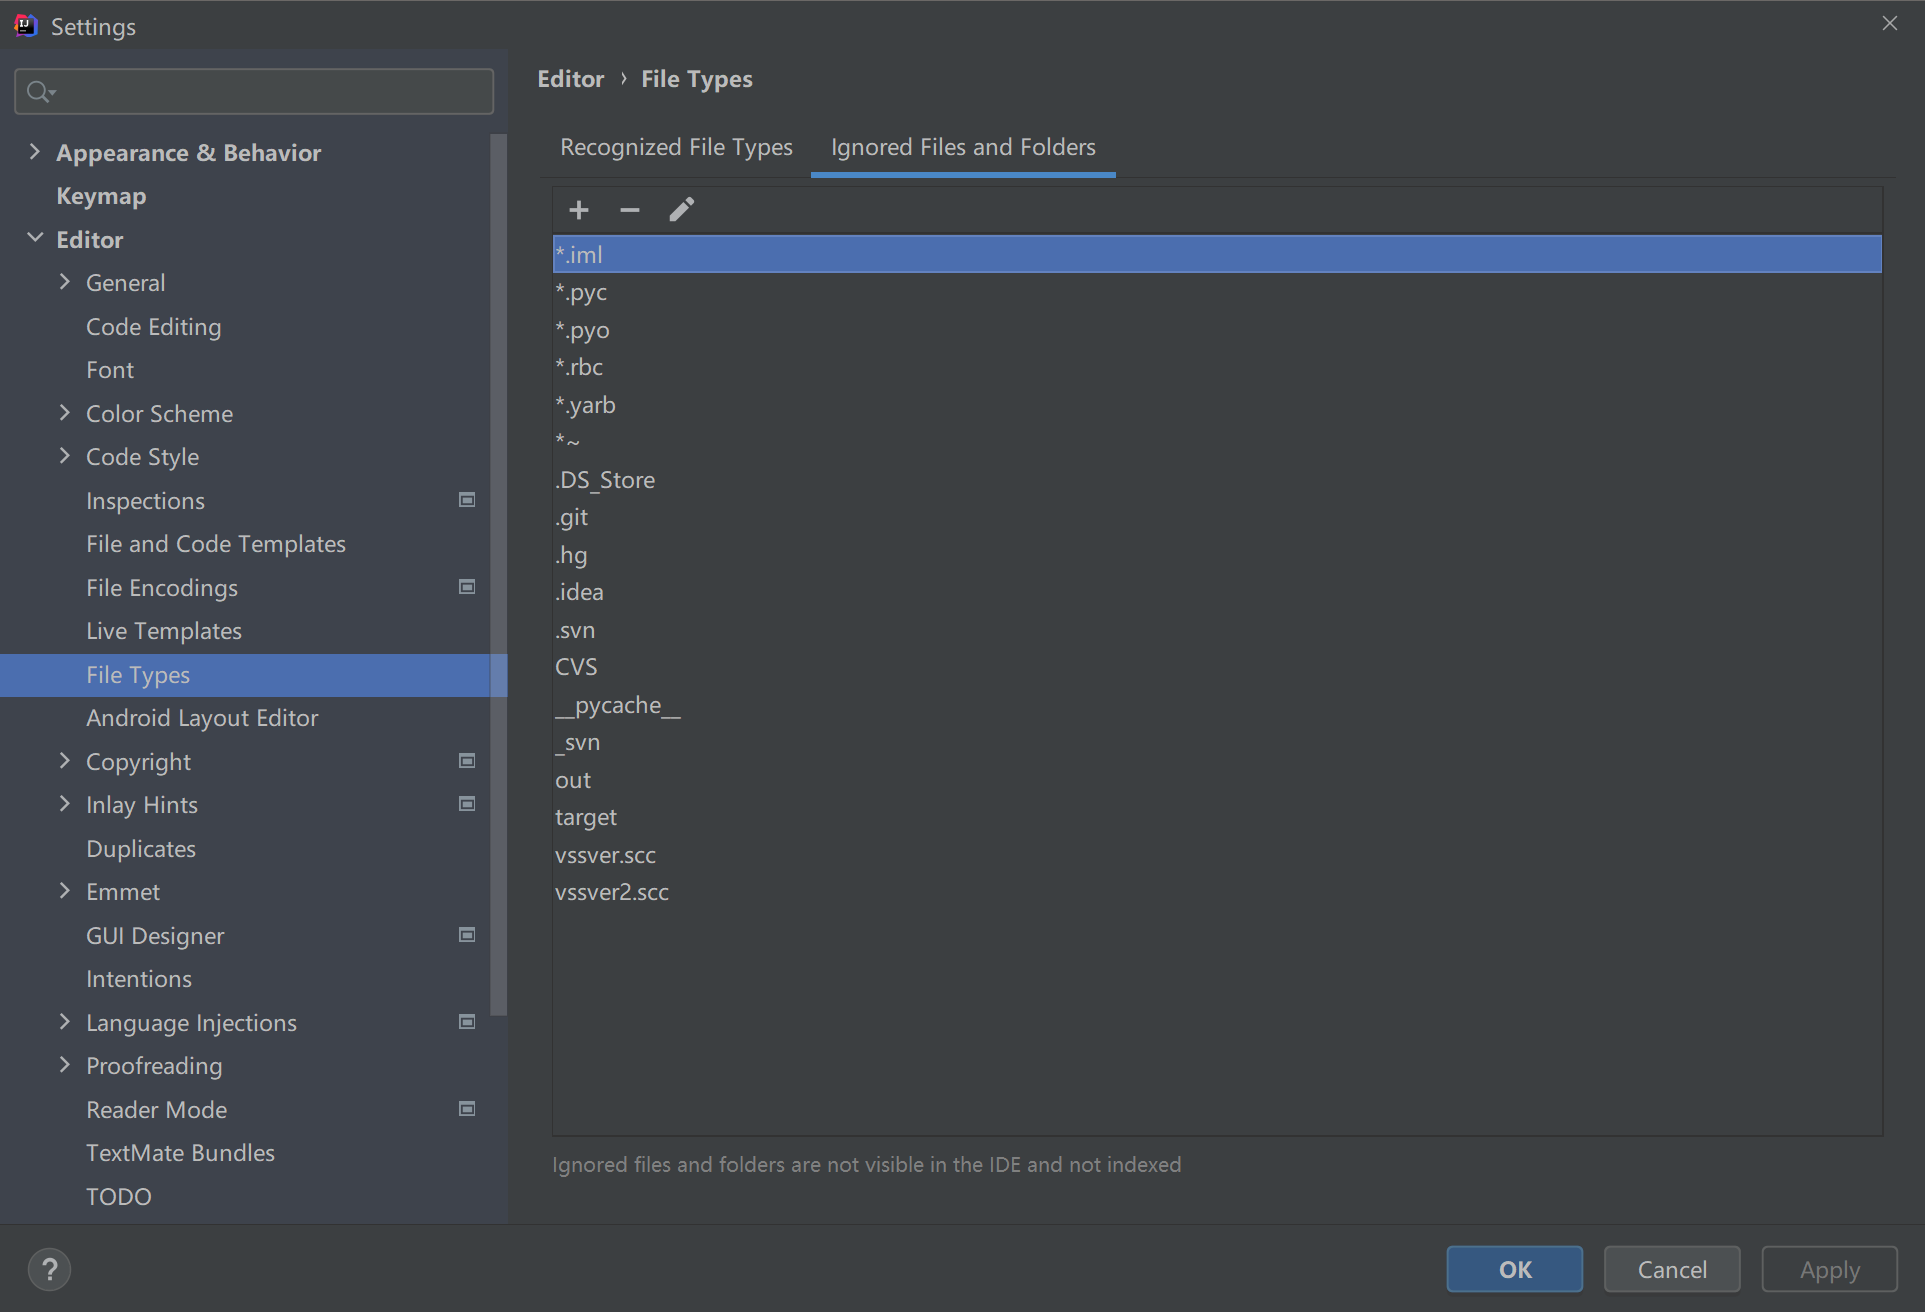 Settings
Appearance & Behavior
Keymap
Editor
General
Code Editing
Font
Color Scheme
Code Style
Inspections
File and Code Templates
File Encodings
Live Templates
File Types
Android Layout Editor
Copyright
Inlay Hints
Duplicates
Emmet
GUI Designer
Intentions
Language Injections
Proofreading
Reader Mode
TextMate Bundles
TODO
Editor › File Types
Recognized File Types Ignored Files and Folders
*.iml
*.pyc
*.pyo
*.rbc
*.yarb
*~
.DS_Store
.git
.hg
.idea
.svn
CVS
__pycache__
_svn
out
target
vssver.scc
vssver2.scc
Ignored files and folders are not visible in the IDE and not indexed
? OK Cancel Apply